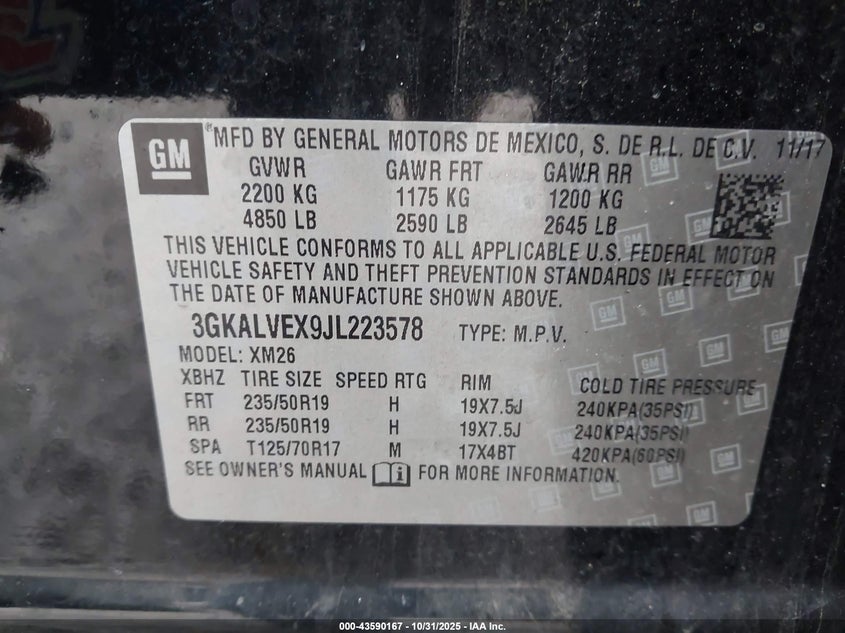 GM ® MFD BY GENERAL MOTORS DE MEXICO, S. DE R.L. DE C.V. 11/17
GVWR GAWR FRT GAWR RR
2200 KG 1175 KG 1200 KG
4850 LB 2590 LB 2645 LB
THIS VEHICLE CONFORMS TO ALL APPLICABLE U.S. FEDERAL MOTOR
VEHICLE SAFETY AND THEFT PREVENTION STANDARDS IN EFFECT ON
THE DATE OF MANUFACTURE SHOWN ABOVE.
3GKALVEX9JL223578 TYPE: M.P.V.
MODEL: XM26
XBHZ TIRE SIZE SPEED RTG RIM COLD TIRE PRESSURE
FRT 235/50R19 H 19X7.5J 240KPA(35PSI)
RR 235/50R19 H 19X7.5J 240KPA(35PSI)
SPA T125/70R17 M 17X4BT 420KPA(60PSI)
SEE OWNER'S MANUAL FOR MORE INFORMATION.
000-43590167 - 10/31/2025 - IAA Inc.